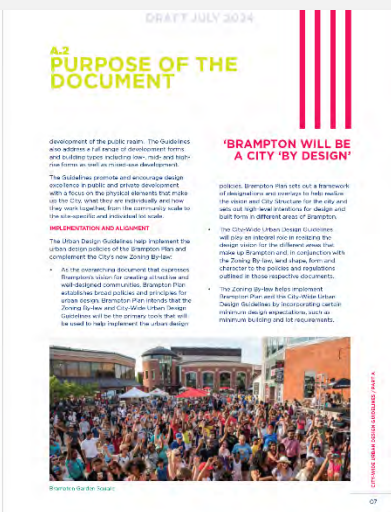 DRAFT JULY 2024
A.2
PURPOSE OF THE
DOCUMENT
development of the public realm. The Guidelines
also address a full range of development forms
and building types including low-, mid- and high-
rise forms as well as mixed-use development.
The Guidelines promote and encourage design
excellence in public and private development
with a focus on the physical elements that make
up the City, what they are individually and how
they work together, from the community scale to
the site-specific and individual lot scale.
IMPLEMENTATION AND ALIGNMENT
The Urban Design Guidelines help implement the
urban design policies of the Brampton Plan and
complement the City's new Zoning By-law:
• As the overarching document that expresses
Brampton's vision for creating attractive and
well-designed communities, Brampton Plan
establishes broad policies and principles for
urban design. Brampton Plan intends that the
Zoning By-law and City-Wide Urban Design
Guidelines will be the primary tools that will
be used to help implement the urban design
‘BRAMPTON WILL BE
A CITY ‘BY DESIGN’
policies. Brampton Plan sets out a framework
of designations and overlays to help realize
the vision and City Structure for the city and
sets out high-level intentions for design and
built form in different areas of Brampton.
• The City-Wide Urban Design Guidelines
will play an integral role in realizing the
design vision for the different areas that
make up Brampton and, in conjunction with
the Zoning By-law, lend shape, form and
character to the policies and regulations
outlined in those respective documents.
• The Zoning By-law helps implement
Brampton Plan and the City-Wide Urban
Design Guidelines by incorporating certain
minimum design expectations, such as
minimum building and lot requirements.
Brampton Garden Square
CITY-WIDE URBAN DESIGN GUIDELINES / PART A
07